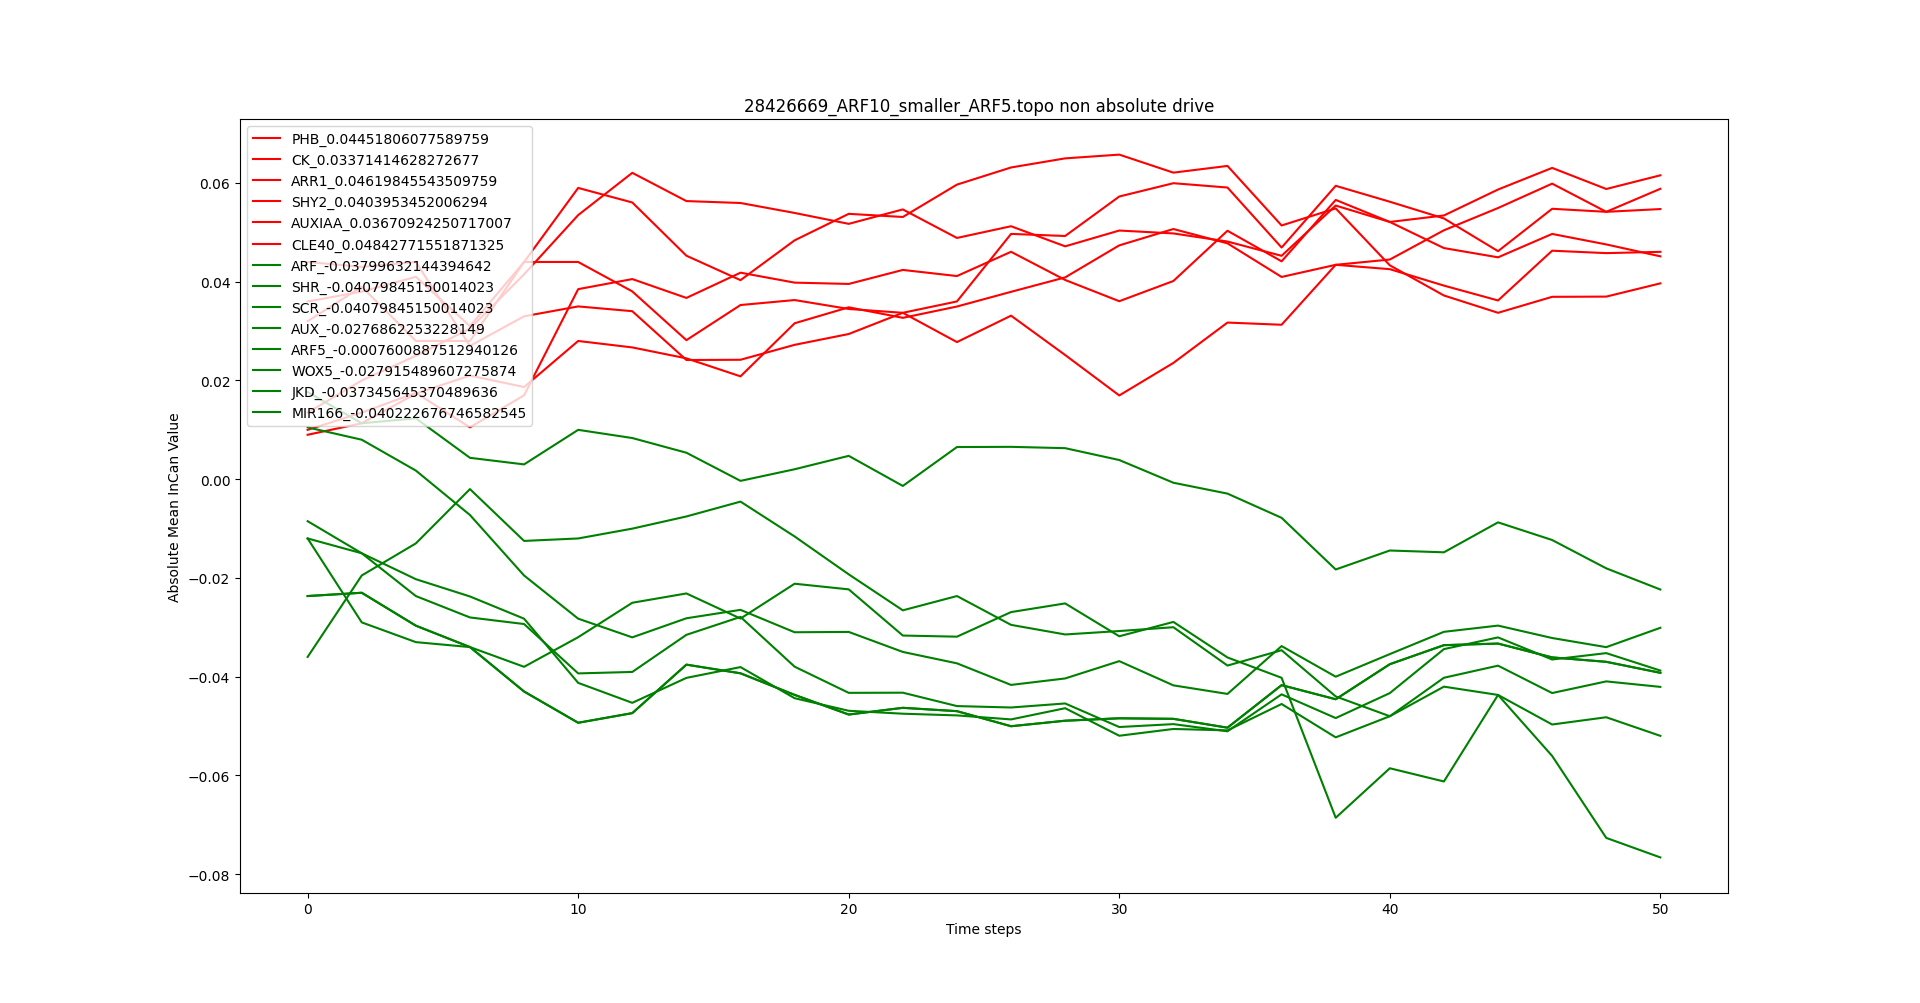 28426669_ARF10_smaller_ARF5.topo non absolute drive
PHB_0.04451806077589759
CK_0.03371414628272677
ARR1_0.04619845543509759
SHY2_0.0403953452006294
AUXIAA_0.03670924250717007
CLE40_0.04842771551871325
ARF_-0.03799632144394642
SHR_-0.04079845150014023
SCR_-0.04079845150014023
AUX_-0.0276862253228149
ARF5_-0.0007600887512940126
WOX5_-0.027915489607275874
JKD_-0.037345645370489636
MIR166_-0.040222676746582545
0.06
0.04
0.02
0.00
−0.02
−0.04
−0.06
−0.08
Absolute Mean InCan Value
0
10
20
30
40
50
Time steps